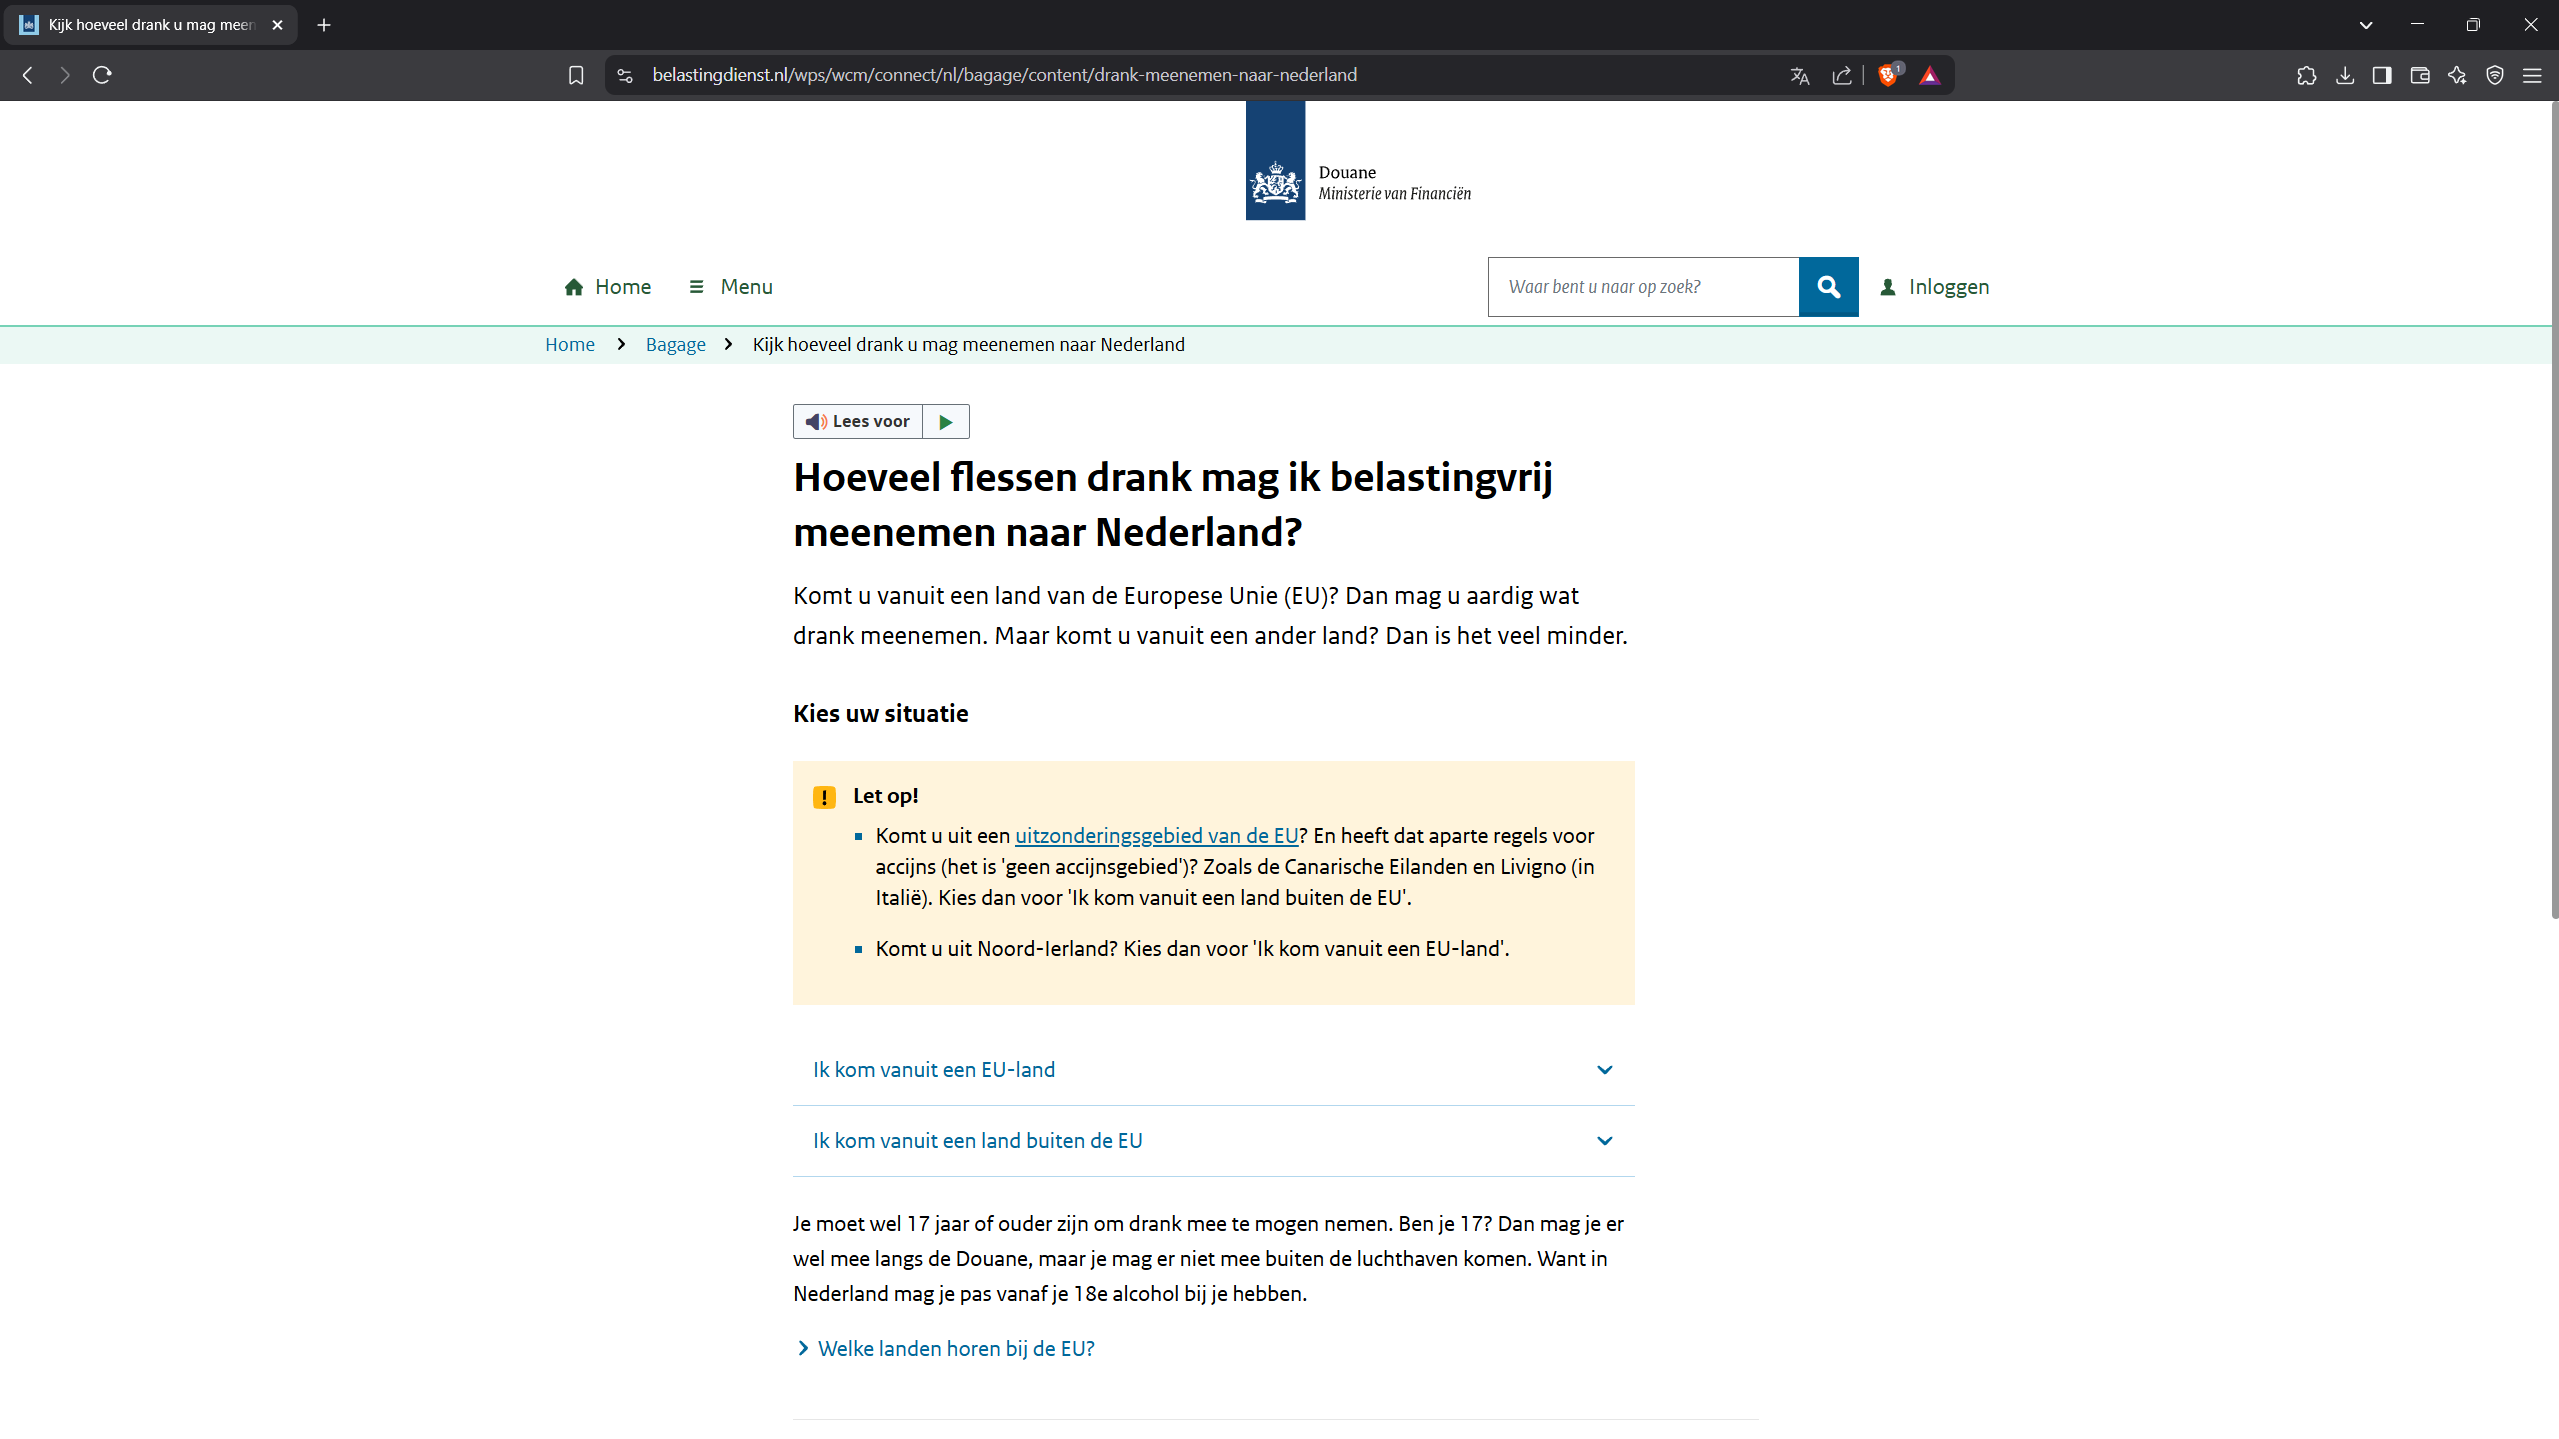 Kijk hoeveel drank u mag meen
belastingdienst.nl/wps/wcm/connect/nl/bagage/content/drank-meenemen-naar-nederland
1
Douane
Ministerie van Financiën
Home
Menu
Waar bent u naar op zoek?
Inloggen
Home
Bagage
Kijk hoeveel drank u mag meenemen naar Nederland
Lees voor
Hoeveel flessen drank mag ik belastingvrij
meenemen naar Nederland?
Komt u vanuit een land van de Europese Unie (EU)? Dan mag u aardig wat
drank meenemen. Maar komt u vanuit een ander land? Dan is het veel minder.
Kies uw situatie
Let op!
Komt u uit een uitzonderingsgebied van de EU? En heeft dat aparte regels voor
accijns (het is 'geen accijnsgebied')? Zoals de Canarische Eilanden en Livigno (in
Italië). Kies dan voor 'Ik kom vanuit een land buiten de EU'.
Komt u uit Noord-Ierland? Kies dan voor 'Ik kom vanuit een EU-land'.
Ik kom vanuit een EU-land
Ik kom vanuit een land buiten de EU
Je moet wel 17 jaar of ouder zijn om drank mee te mogen nemen. Ben je 17? Dan mag je er
wel mee langs de Douane, maar je mag er niet mee buiten de luchthaven komen. Want in
Nederland mag je pas vanaf je 18e alcohol bij je hebben.
Welke landen horen bij de EU?